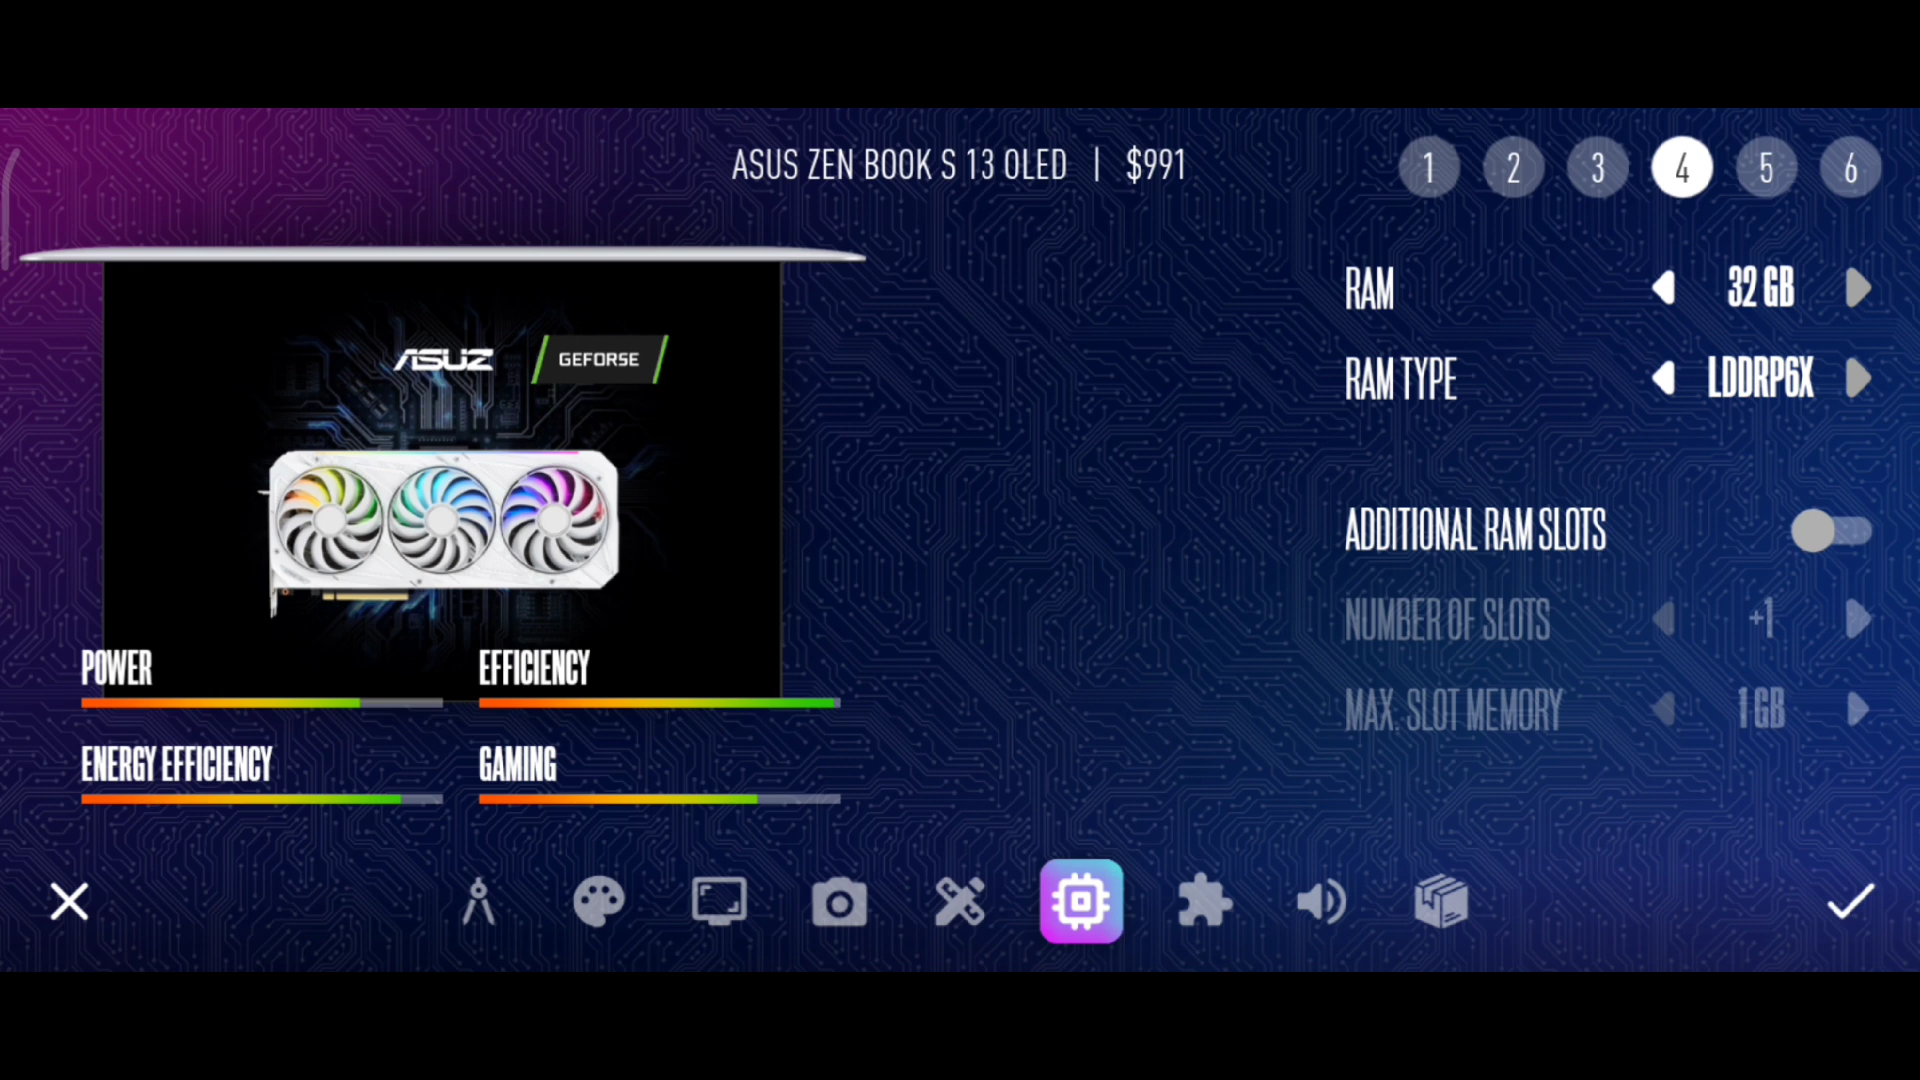 ASUS ZEN BOOK S 13 OLED | $991
1 2 3 4 5 6
ASUZ GEFORSE
POWER
EFFICIENCY
ENERGY EFFICIENCY
GAMING
RAM 32 GB
RAM TYPE LDDRP6X
ADDITIONAL RAM SLOTS
NUMBER OF SLOTS +1
MAX. SLOT MEMORY 1 GB